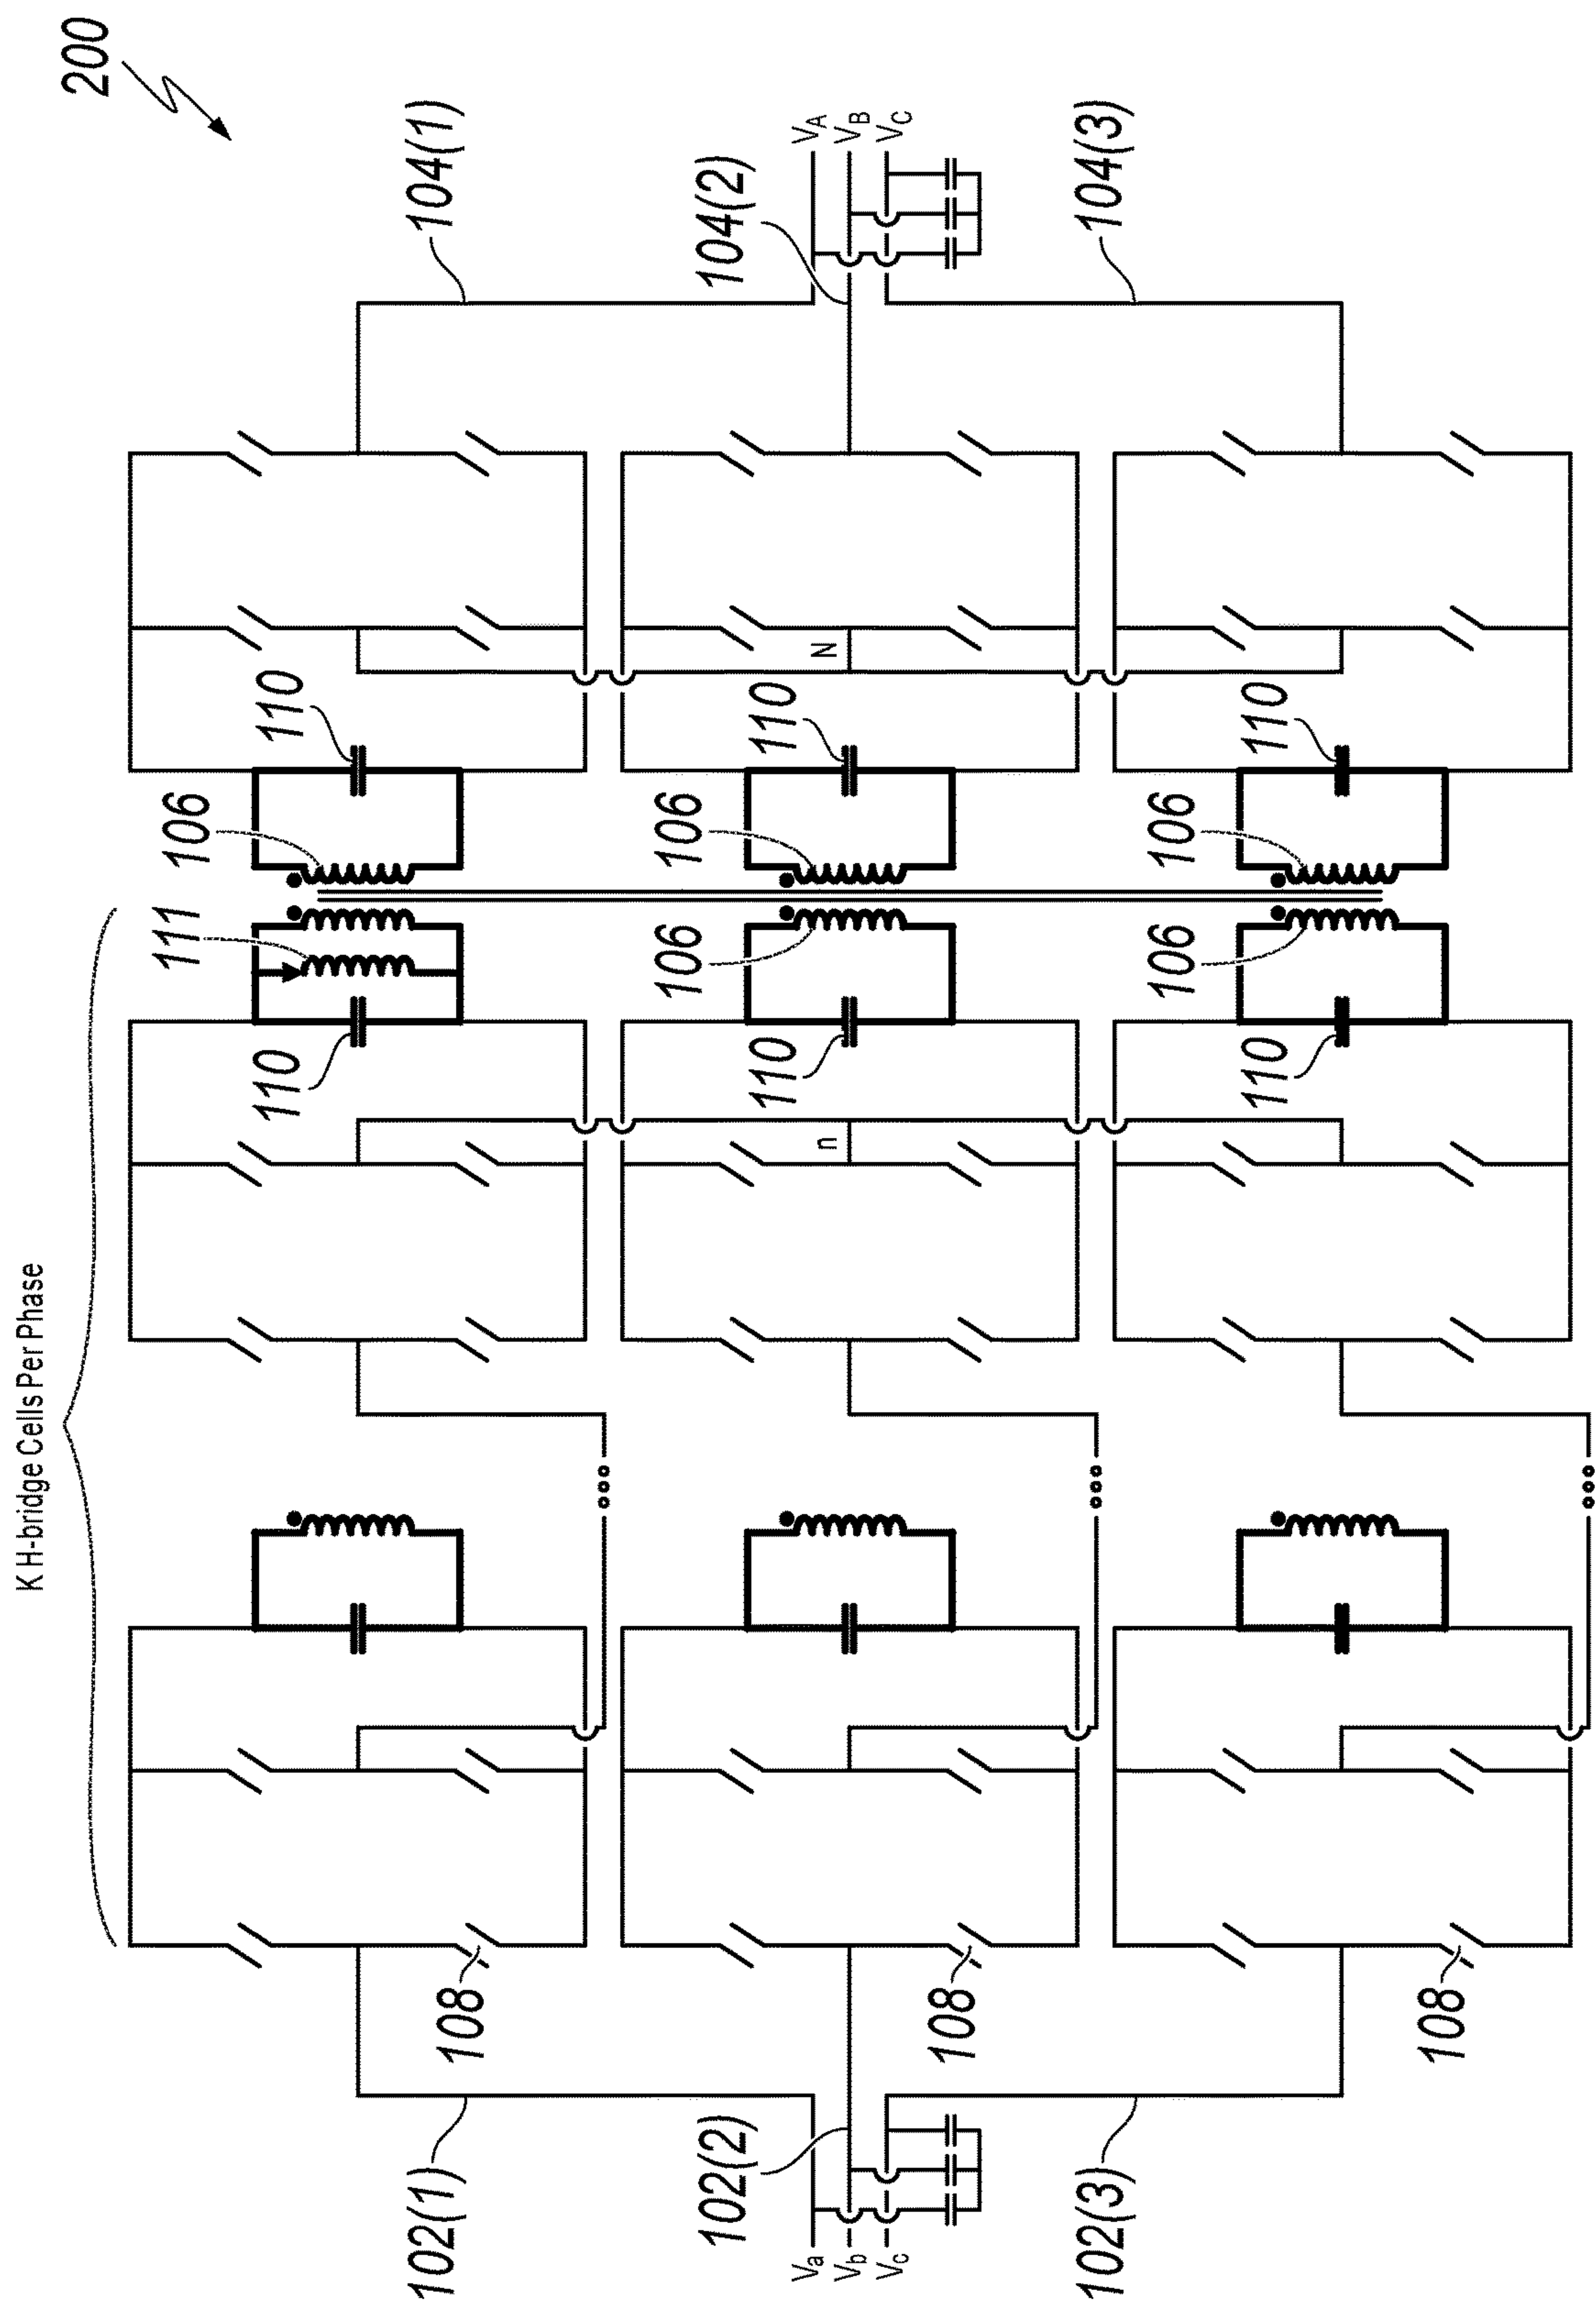 K H-bridge Cells Per Phase
200
111
106
110
110
102(1)
104(1)
108
106
106
102(2)
104(2)
110
110
Va
N
VA
n
Vb
VB
Vc
VC
108
102(3)
104(3)
106
106
110
110
108